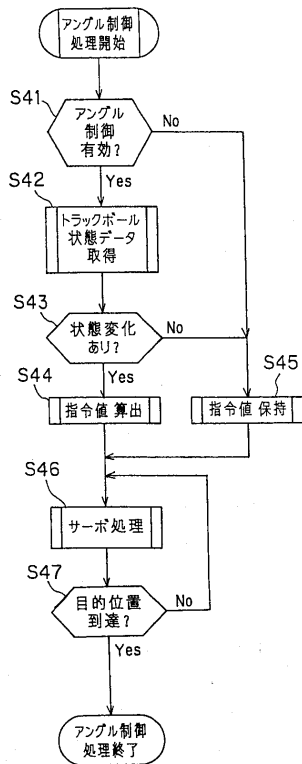 アングル制御
処理開始
S41
アングル
制御
有効?
No
Yes
S42
トラックボール
状態データ
取得
S43
状態変化
あり?
No
Yes
S44
指令値 算出
S45
指令値 保持
S46
サーボ処理
S47
目的位置
到達?
No
Yes
アングル制御
処理終了